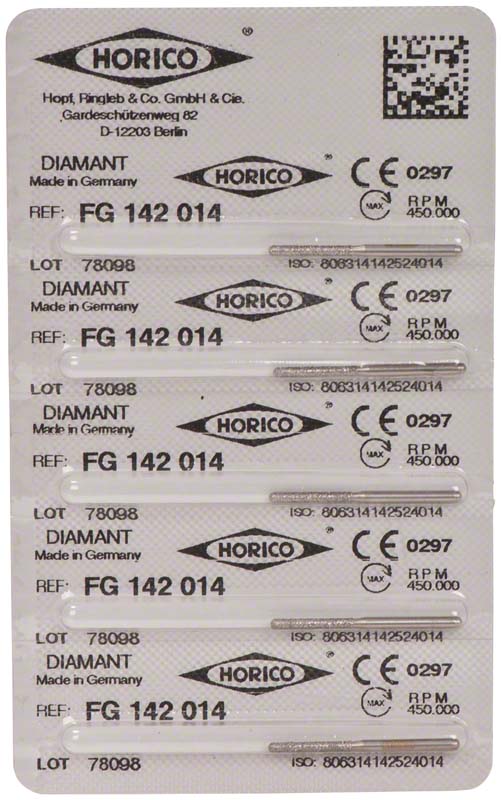 HORICO®
Hopf, Ringleb & Co. GmbH & Cie.
Gardeschützenweg 82
D-12203 Berlin
DIAMANT HORICO® CE 0297
Made in Germany
MAX RPM 450.000
REF: FG 142 014
LOT 78098 ISO: 806314142524014
DIAMANT HORICO® CE 0297
Made in Germany
MAX RPM 450.000
REF: FG 142 014
LOT 78098 ISO: 806314142524014
DIAMANT HORICO® CE 0297
Made in Germany
MAX RPM 450.000
REF: FG 142 014
LOT 78098 ISO: 806314142524014
DIAMANT HORICO® CE 0297
Made in Germany
MAX RPM 450.000
REF: FG 142 014
LOT 78098 ISO: 806314142524014
DIAMANT HORICO® CE 0297
Made in Germany
MAX RPM 450.000
REF: FG 142 014
LOT 78098 ISO: 806314142524014